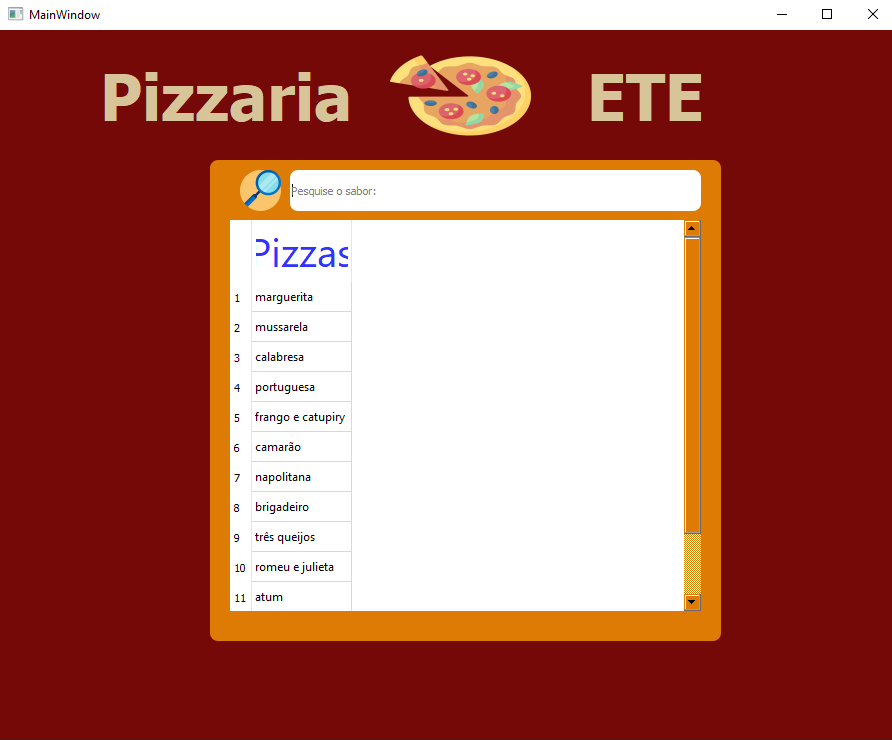 MainWindow
Pizzaria ETE
Pesquise o sabor:
Pizzas
1 marguerita
2 mussarela
3 calabresa
4 portuguesa
5 frango e catupiry
6 camarão
7 napolitana
8 brigadeiro
9 três queijos
10 romeu e julieta
11 atum